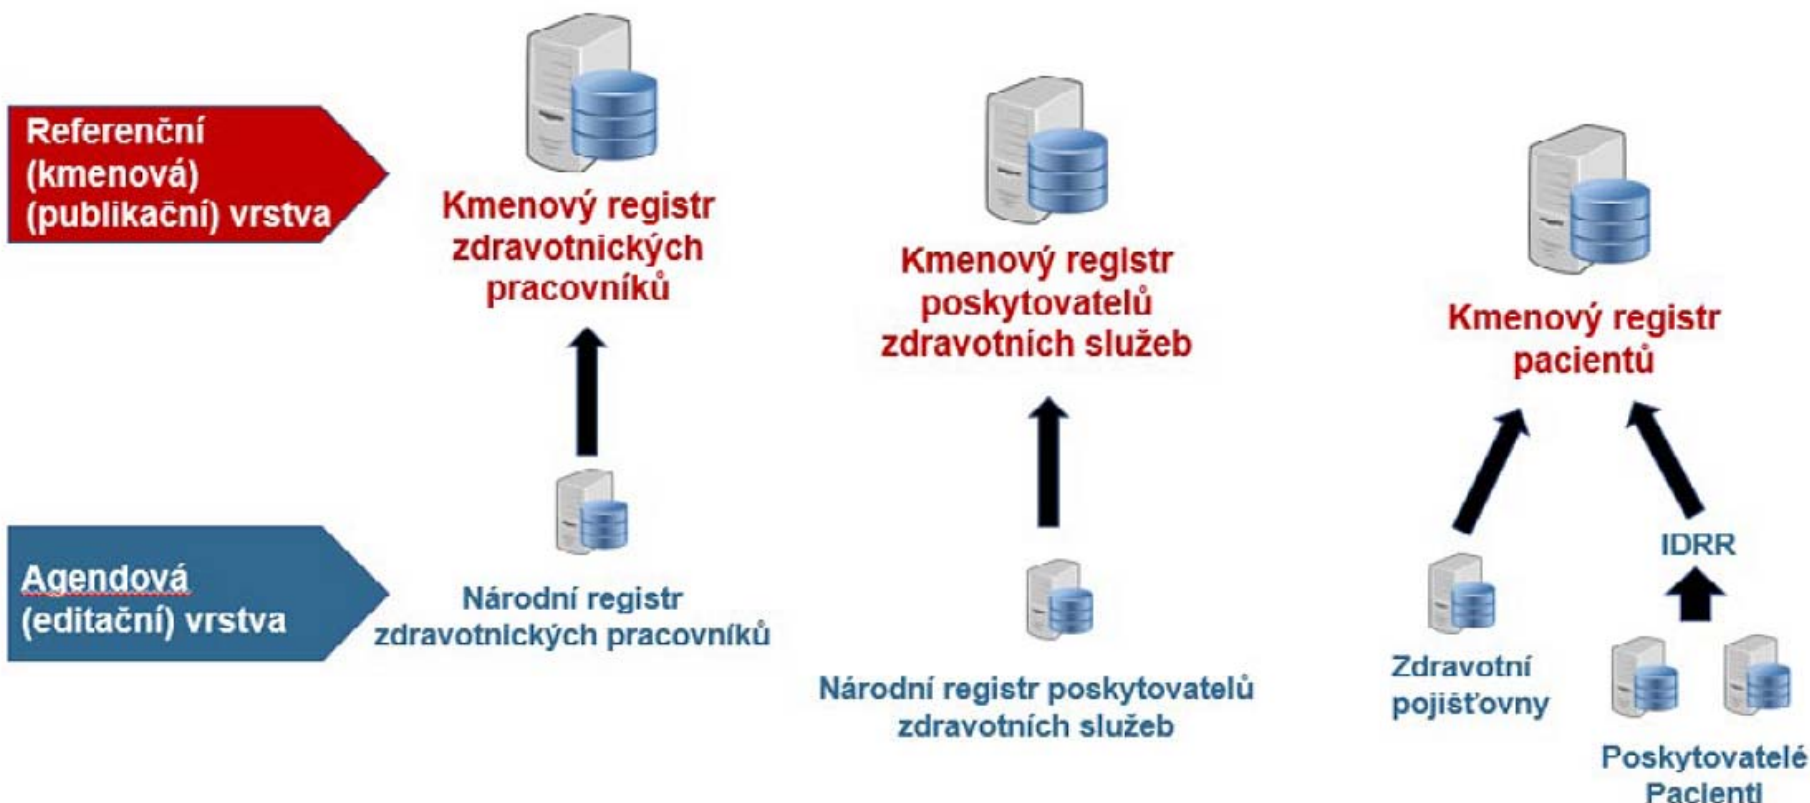 Referenční
(kmenová)
(publikační) vrstva
Kmenový registr
zdravotnických
pracovníků
Kmenový registr
poskytovatelů
zdravotních služeb
Kmenový registr
pacientů
Agendová
(editační) vrstva
Národní registr
zdravotnických pracovníků
Národní registr poskytovatelů
zdravotních služeb
Zdravotní
pojišťovny
IDRR
Poskytovatelé
Pacienti